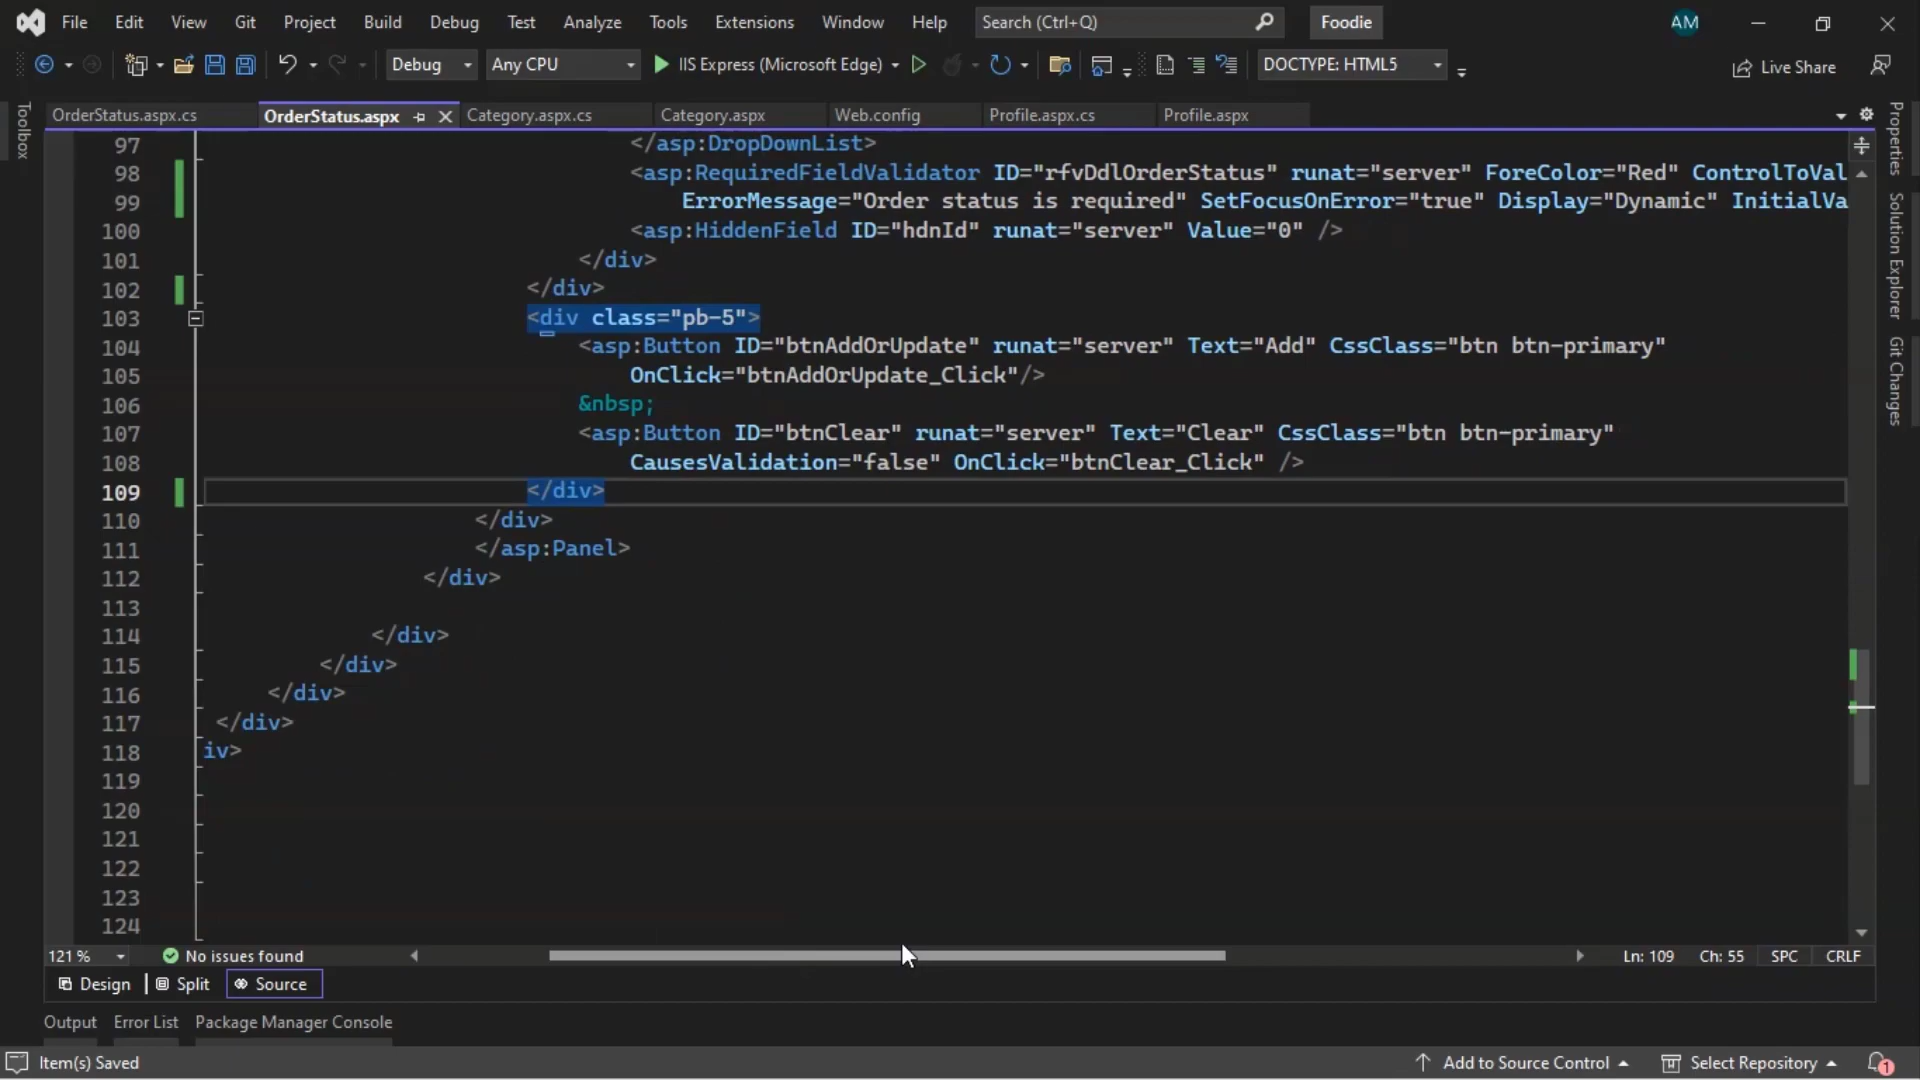 File Edit View Git Project Build Debug Test Analyze Tools Extensions Window Help Search (Ctrl+Q) Foodie AM
Debug Any CPU IIS Express (Microsoft Edge) DOCTYPE: HTML5 Live Share
Toolbox
OrderStatus.aspx.cs OrderStatus.aspx Category.aspx.cs Category.aspx Web.config Profile.aspx.cs Profile.aspx
Properties
Solution Explorer
Git Changes
97 </asp:DropDownList>
98 <asp:RequiredFieldValidator ID="rfvDdlOrderStatus" runat="server" ForeColor="Red" ControlToVal
99 ErrorMessage="Order status is required" SetFocusOnError="true" Display="Dynamic" InitialVa
100 <asp:HiddenField ID="hdnId" runat="server" Value="0" />
101 </div>
102 </div>
103 <div class="pb-5">
104 <asp:Button ID="btnAddOrUpdate" runat="server" Text="Add" CssClass="btn btn-primary"
105 OnClick="btnAddOrUpdate_Click"/>
106 &nbsp;
107 <asp:Button ID="btnClear" runat="server" Text="Clear" CssClass="btn btn-primary"
108 CausesValidation="false" OnClick="btnClear_Click" />
109 </div>
110 </div>
111 </asp:Panel>
112 </div>
113
114 </div>
115 </div>
116 </div>
117 </div>
118 iv>
119
120
121
122
123
124
121 % No issues found Ln: 109 Ch: 55 SPC CRLF
Design Split Source
Output Error List Package Manager Console
Item(s) Saved Add to Source Control Select Repository 1